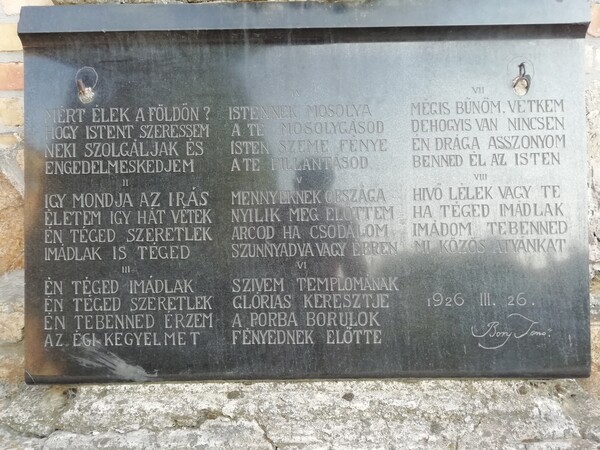 MÉRT ÉLEK A FÖLDÖN?
HOGY ISTENT SZERESSEM
NEKI SZOLGÁLJAK ÉS
ENGEDELMESKEDJEM
II
IGY MONDJA AZ IRÁS
ÉLETEM IGY HÁT VÉTEK
ÉN TÉGED SZERETLEK
IMÁDLAK IS TÉGED
III
ÉN TÉGED IMÁDLAK
ÉN TÉGED SZERETLEK
ÉN TEBENNED ÉRZEM
AZ ÉGI KEGYELMET
ISTENNEK MOSOLYA
A TE MOSOLYGÁSOD
ISTEN SZEME FÉNYE
A TE PILLANTÁSOD
V
MENNYEKNEK ORSZÁGA
NYILIK MEG ELŐTTEM
ARCOD HA CSODÁLOM
SZUNNYADVA VAGY ÉBREN
VI
SZIVEM TEMPLOMÁNAK
GLÓRIÁS KERESZTJE
A PORBA BORULOK
FÉNYEDNEK ELŐTTE
VII
MÉGIS BŰNÖM, VÉTKEM
DEHOGYIS VAN NINCSEN
ÉN DRÁGA ASSZONYOM
BENNED ÉL AZ ISTEN
VIII
HIVŐ LÉLEK VAGY TE
HA TÉGED IMÁDLAK
IMÁDOM TEBENNED
MI KÖZÖS ATYÁNKAT
1926 III. 26.
Bory Jenő